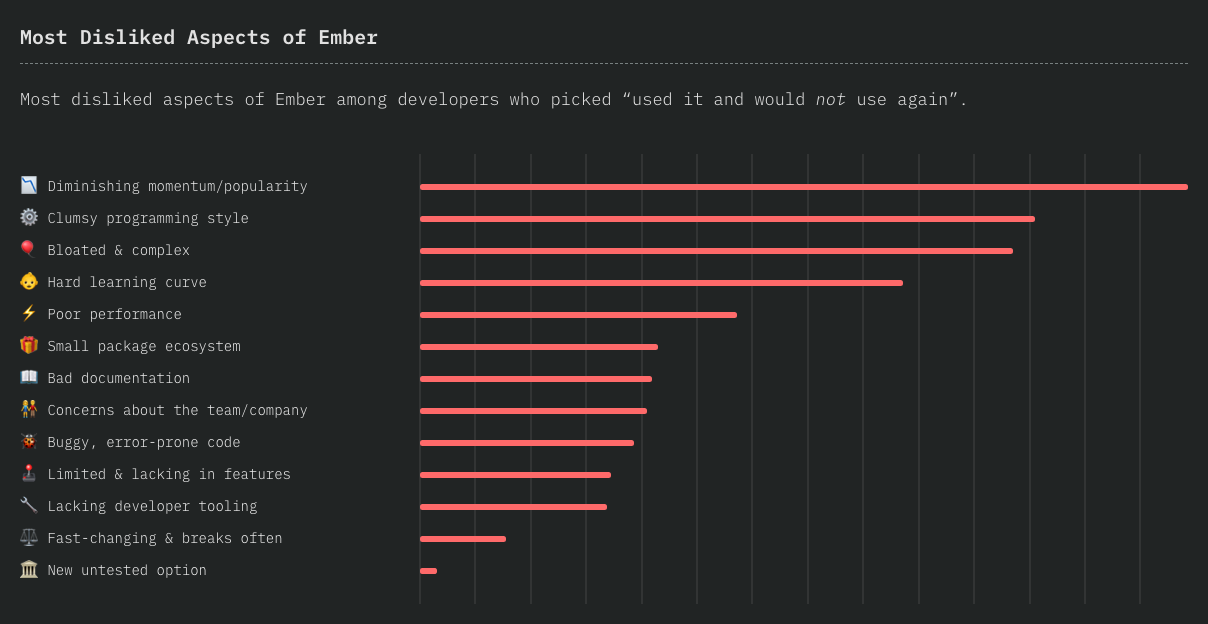 Most Disliked Aspects of Ember
Most disliked aspects of Ember among developers who picked “used it and would not use again”.
Diminishing momentum/popularity
Clumsy programming style
Bloated & complex
Hard learning curve
Poor performance
Small package ecosystem
Bad documentation
Concerns about the team/company
Buggy, error-prone code
Limited & lacking in features
Lacking developer tooling
Fast-changing & breaks often
New untested option